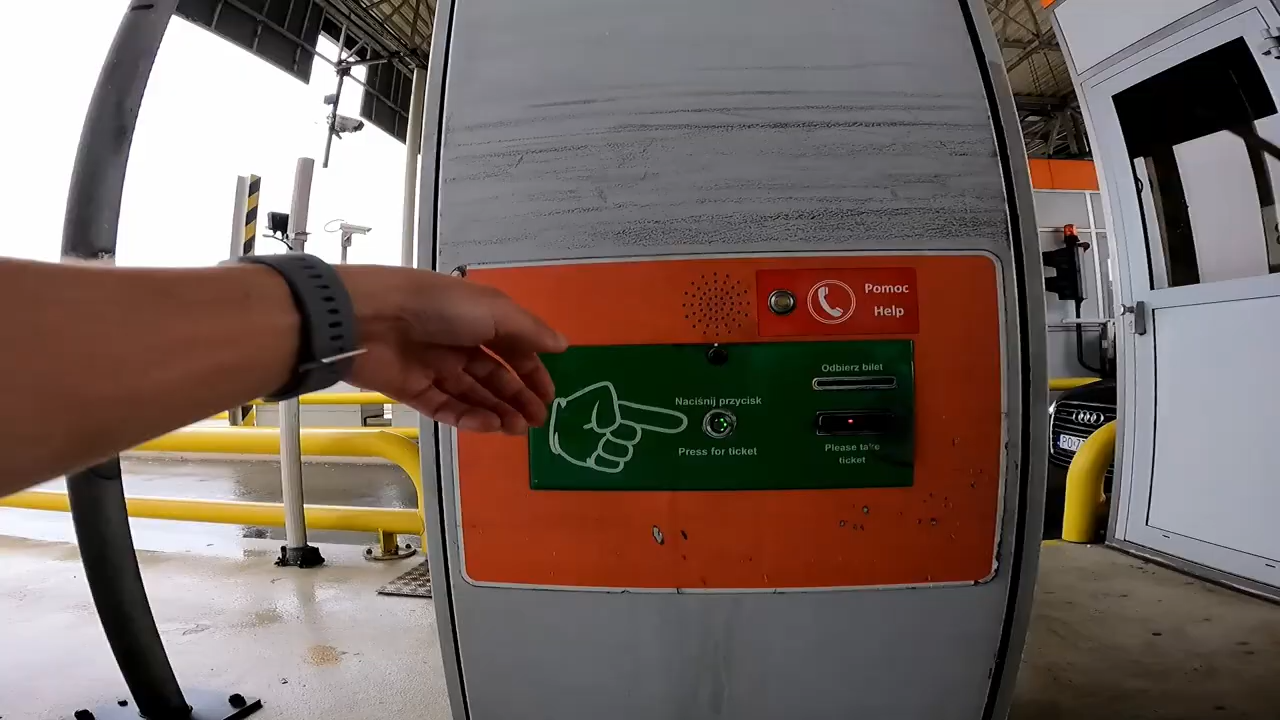 Pomoc
Help
Odbierz bilet
Naciśnij przycisk
Press for ticket
Please take
ticket